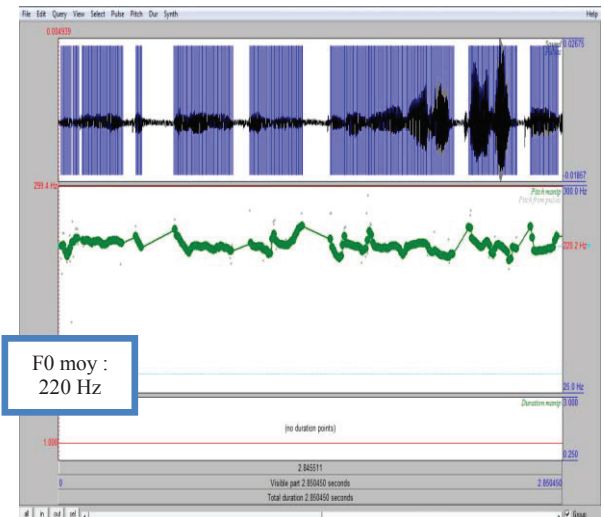 File Edit Query View Select Pulse Pitch Dur Synth Help
0.004939
Sound 0.02675
Pulses
-0.01867
299.4 Hz
Pitch manip 300.0 Hz
Pitch from pulses
220.2 Hz
F0 moy :
220 Hz
25.0 Hz
Duration manip 3.000
(no duration points)
1.000
0.250
2.845511
0 Visible part 2.850450 seconds 2.850450
Total duration 2.850450 seconds
all in out sel Group